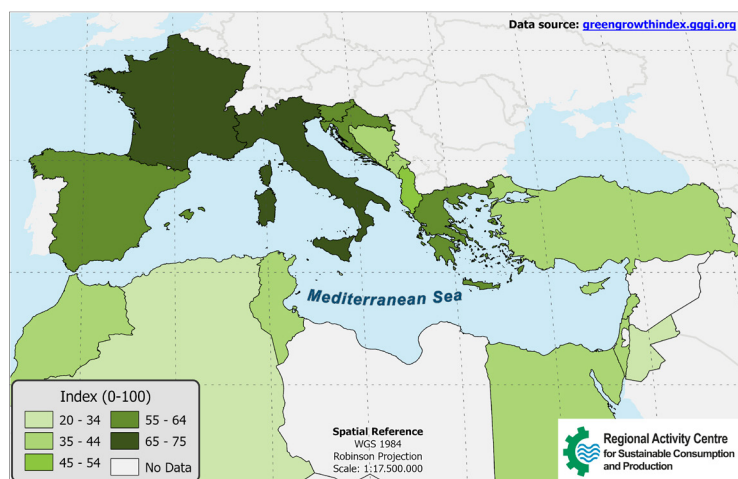 Data source: greengrowthindex.gggi.org
Mediterranean Sea
Index (0-100)
20 - 34
55 - 64
35 - 44
65 - 75
45 - 54
No Data
Spatial Reference
WGS 1984
Robinson Projection
Scale: 1:17.500.000
Regional Activity Centre
for Sustainable Consumption
and Production